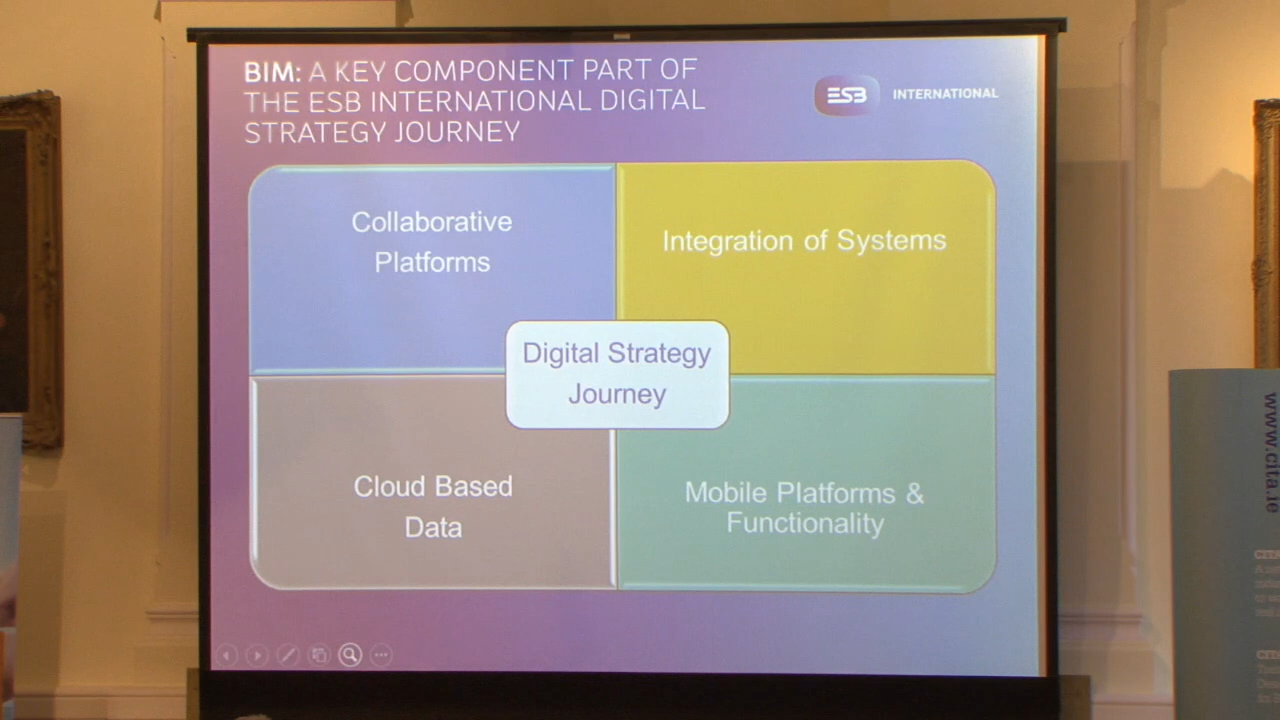 BIM: A KEY COMPONENT PART OF
THE ESB INTERNATIONAL DIGITAL
STRATEGY JOURNEY
ESB INTERNATIONAL
Collaborative
Platforms
Integration of Systems
Digital Strategy
Journey
Cloud Based
Data
Mobile Platforms &
Functionality
www.cita.ie